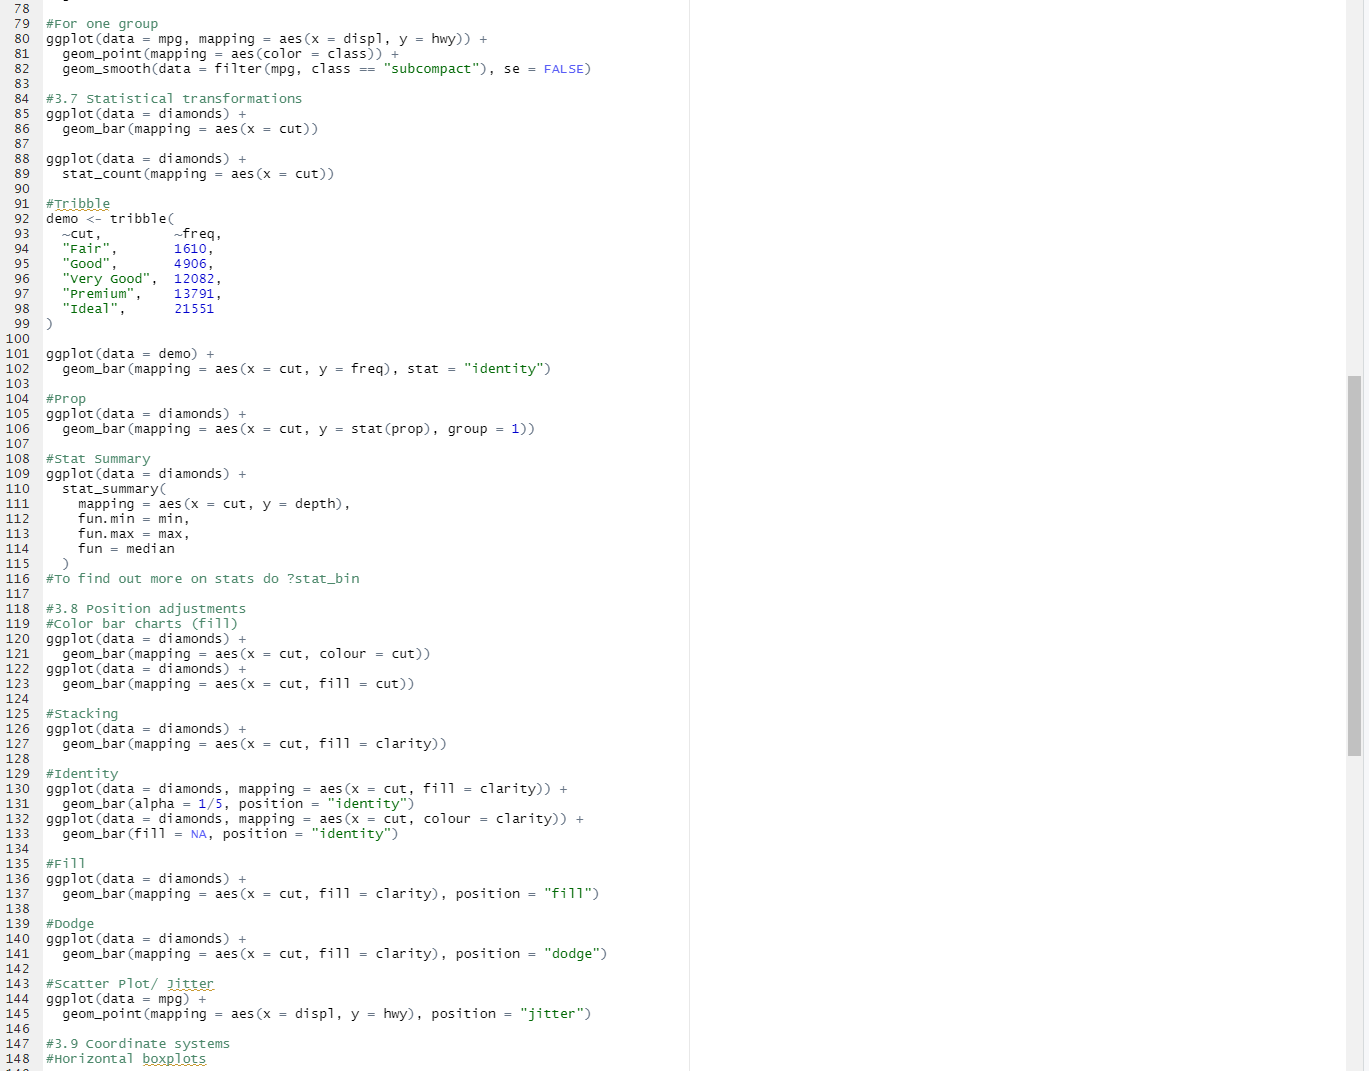 78
79 #For one group
80 ggplot(data = mpg, mapping = aes(x = displ, y = hwy)) +
81   geom_point(mapping = aes(color = class)) +
82   geom_smooth(data = filter(mpg, class == "subcompact"), se = FALSE)
83
84 #3.7 Statistical transformations
85 ggplot(data = diamonds) +
86   geom_bar(mapping = aes(x = cut))
87
88 ggplot(data = diamonds) +
89   stat_count(mapping = aes(x = cut))
90
91 #Tribble
92 demo <- tribble(
93   ~cut,         ~freq,
94   "Fair",       1610,
95   "Good",       4906,
96   "Very Good",  12082,
97   "Premium",    13791,
98   "Ideal",      21551
99 )
100
101 ggplot(data = demo) +
102   geom_bar(mapping = aes(x = cut, y = freq), stat = "identity")
103
104 #Prop
105 ggplot(data = diamonds) +
106   geom_bar(mapping = aes(x = cut, y = stat(prop), group = 1))
107
108 #Stat Summary
109 ggplot(data = diamonds) +
110   stat_summary(
111     mapping = aes(x = cut, y = depth),
112     fun.min = min,
113     fun.max = max,
114     fun = median
115   )
116 #To find out more on stats do ?stat_bin
117
118 #3.8 Position adjustments
119 #Color bar charts (fill)
120 ggplot(data = diamonds) +
121   geom_bar(mapping = aes(x = cut, colour = cut))
122 ggplot(data = diamonds) +
123   geom_bar(mapping = aes(x = cut, fill = cut))
124
125 #Stacking
126 ggplot(data = diamonds) +
127   geom_bar(mapping = aes(x = cut, fill = clarity))
128
129 #Identity
130 ggplot(data = diamonds, mapping = aes(x = cut, fill = clarity)) +
131   geom_bar(alpha = 1/5, position = "identity")
132 ggplot(data = diamonds, mapping = aes(x = cut, colour = clarity)) +
133   geom_bar(fill = NA, position = "identity")
134
135 #Fill
136 ggplot(data = diamonds) +
137   geom_bar(mapping = aes(x = cut, fill = clarity), position = "fill")
138
139 #Dodge
140 ggplot(data = diamonds) +
141   geom_bar(mapping = aes(x = cut, fill = clarity), position = "dodge")
142
143 #Scatter Plot/ Jitter
144 ggplot(data = mpg) +
145   geom_point(mapping = aes(x = displ, y = hwy), position = "jitter")
146
147 #3.9 Coordinate systems
148 #Horizontal boxplots